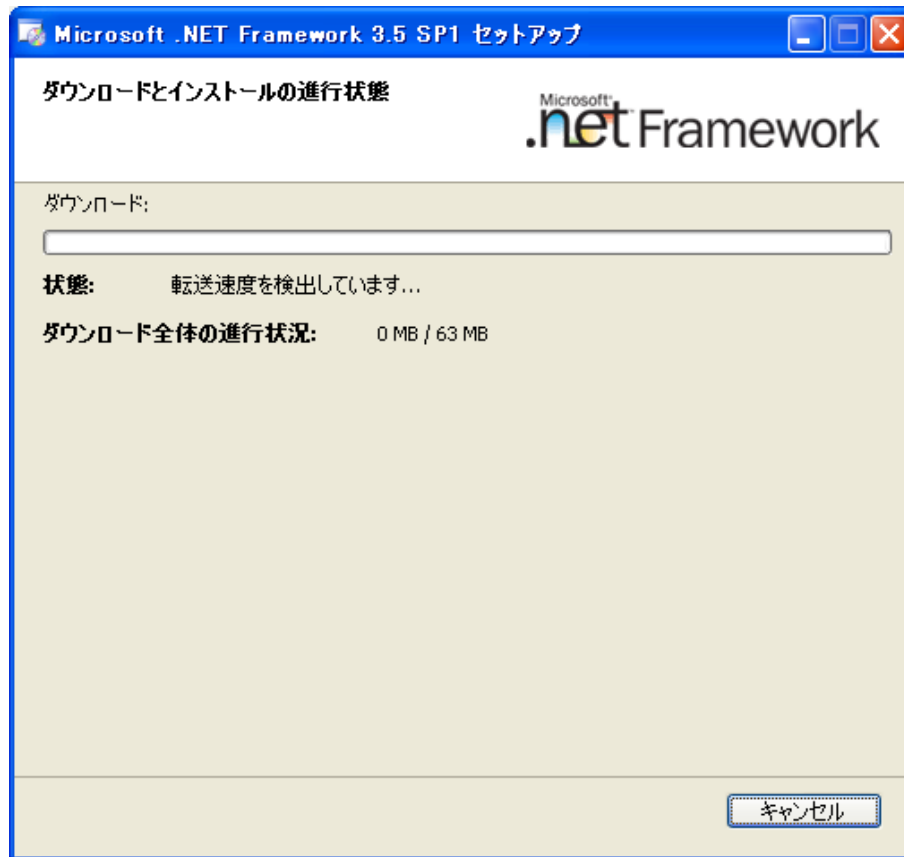 Microsoft .NET Framework 3.5 SP1 セットアップ
ダウンロードとインストールの進行状態
Microsoft
.net Framework
ダウンロード:
状態: 転送速度を検出しています...
ダウンロード全体の進行状況: 0 MB / 63 MB
キャンセル